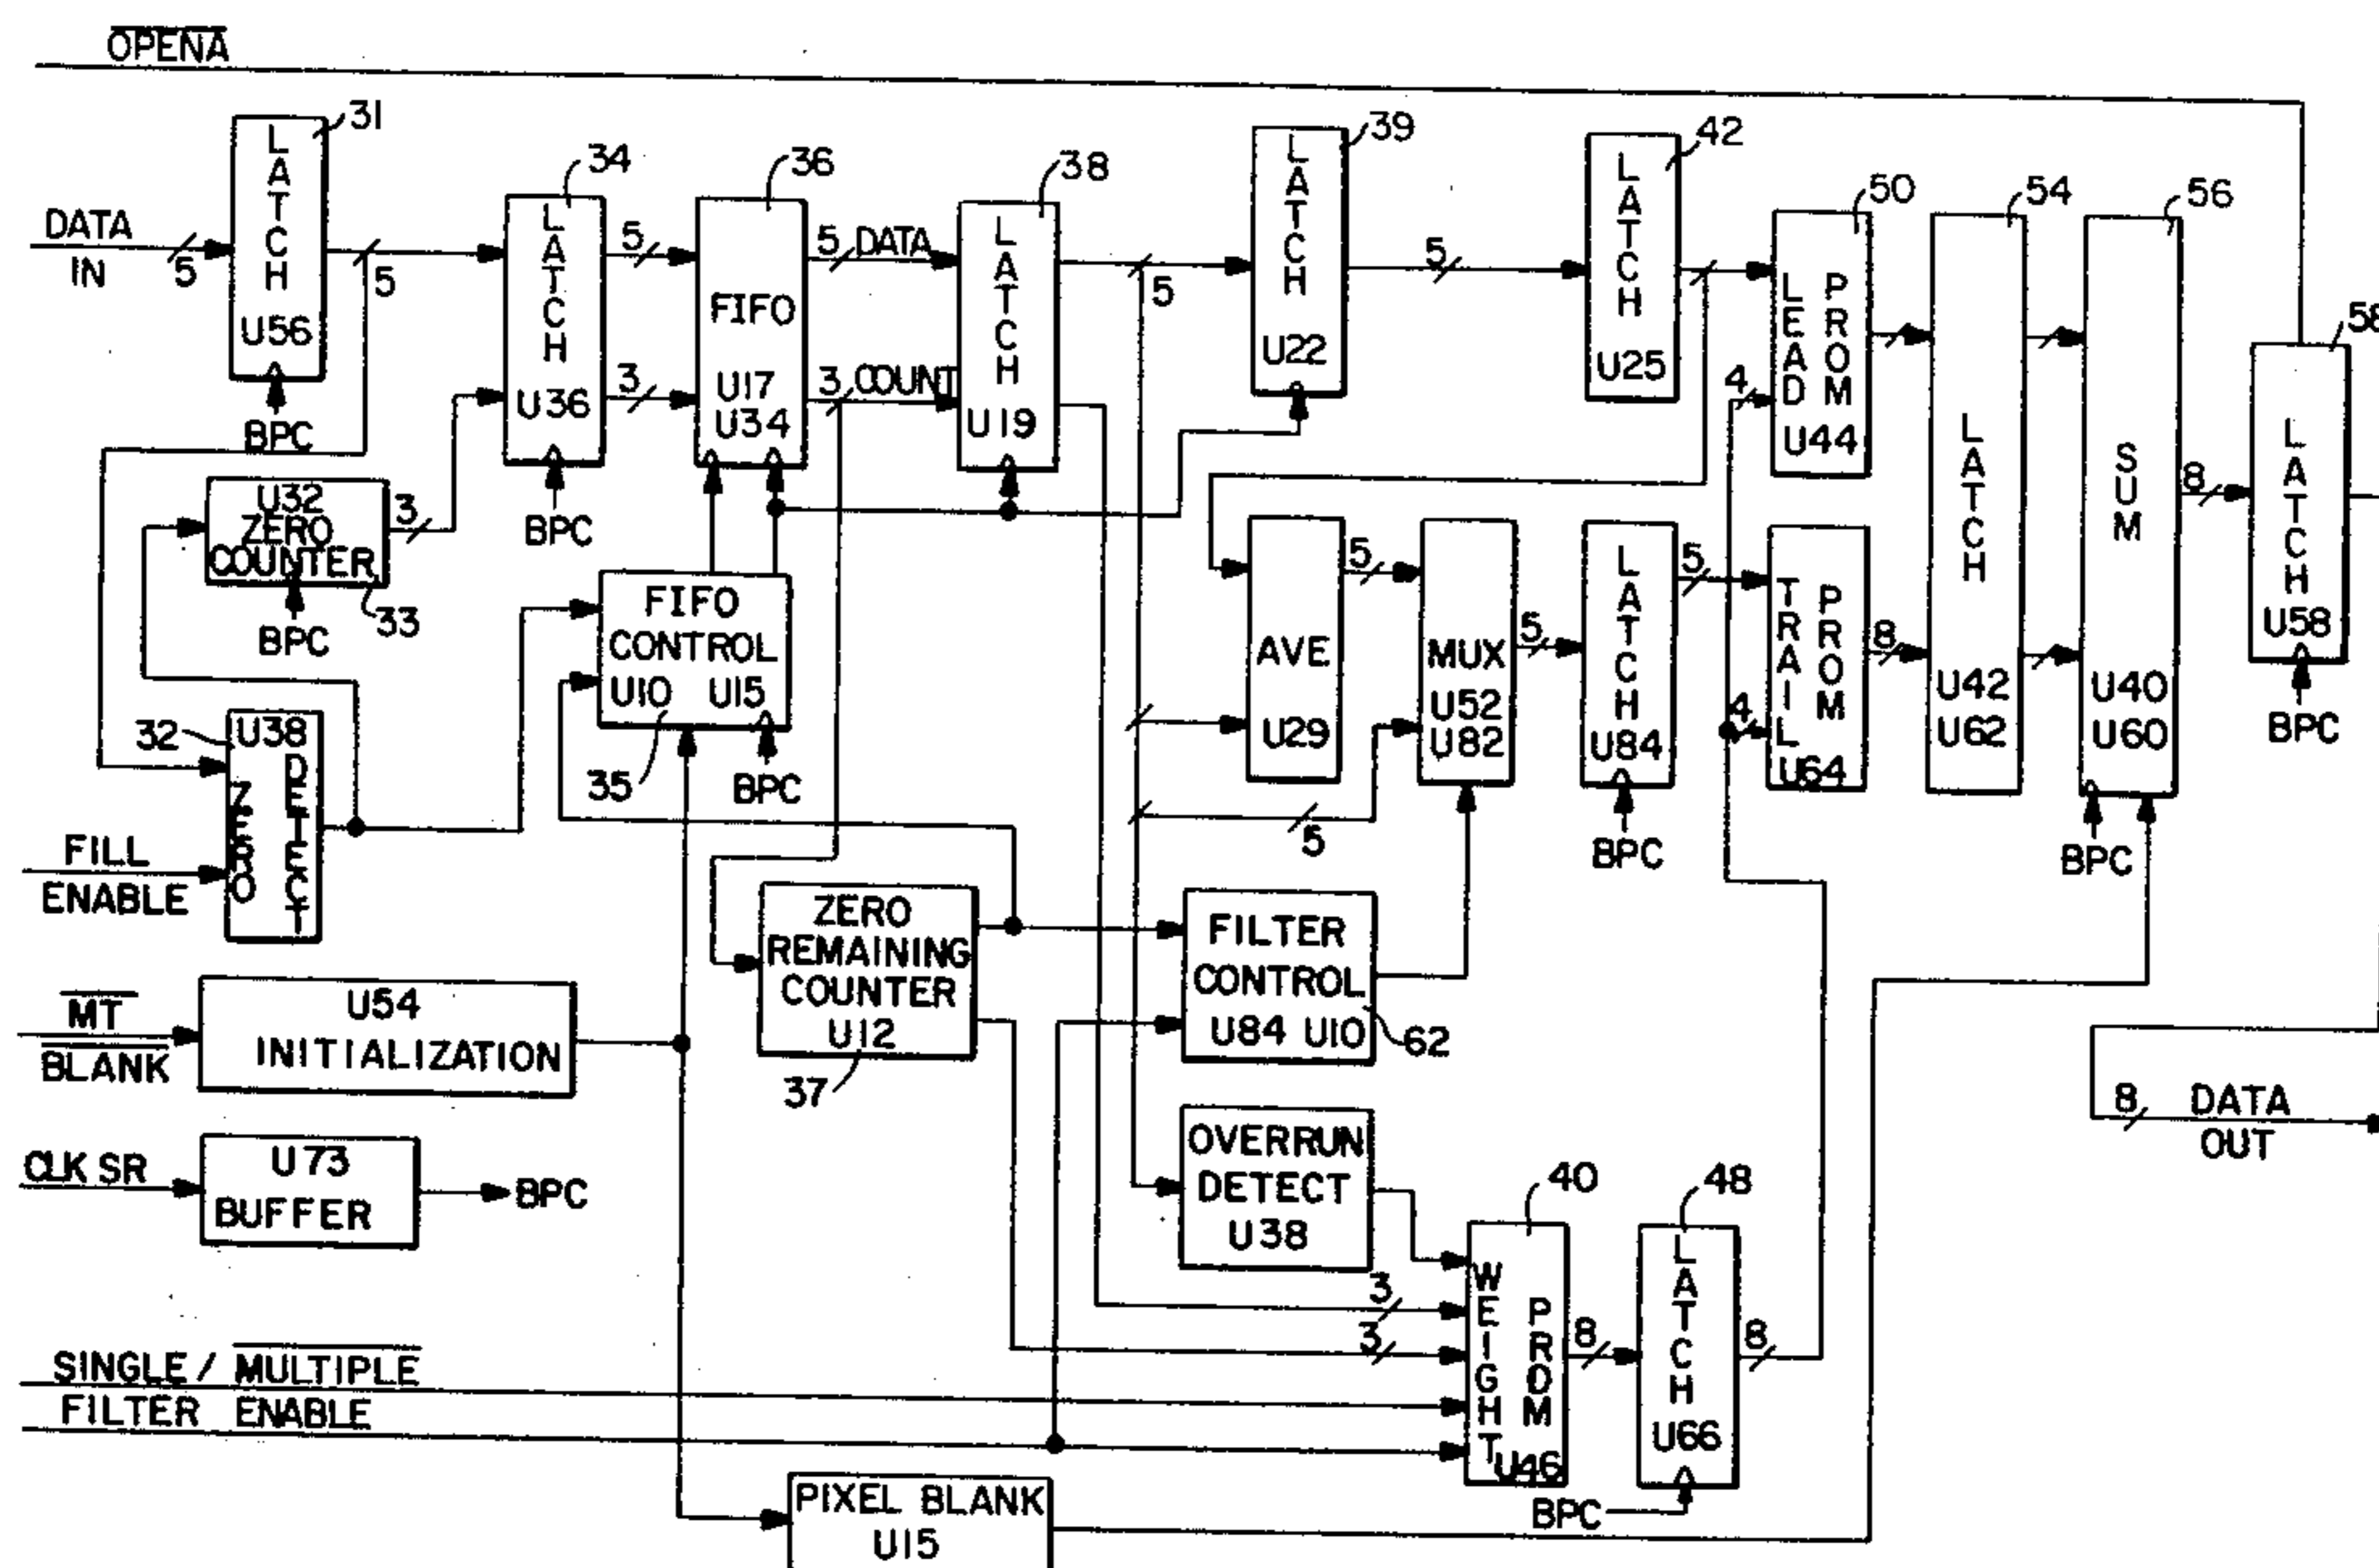 OPENA
31
39
42
34
36
38
50
54
56
58
DATA
IN
5
LATCH
U56
BPC
5
LATCH
U36
BPC
5
3
FIFO
U17
U34
5
DATA
3
COUNT
LATCH
U19
5
LATCH
U22
5
LATCH
U25
LEAD PROM
U44
4
LATCH
U42
U62
SUM
U40
U60
BPC
8
LATCH
U58
BPC
U32
ZERO
COUNTER
3
33
BPC
FIFO
CONTROL
U10 U15
35
BPC
AVE
U29
5
MUX
U52
U82
5
5
LATCH
U84
BPC
5
TRAIL PROM
U64
4
8
32
U38
ZERO DETECT
FILL
ENABLE
MT
BLANK
U54
INITIALIZATION
ZERO
REMAINING
COUNTER
U12
37
FILTER
CONTROL
U84 U10
62
8
DATA
OUT
CLK SR
U73
BUFFER
BPC
OVERRUN
DETECT
U38
40
48
3
3
WEIGHT PROM
U46
8
LATCH
U66
8
BPC
SINGLE / MULTIPLE
FILTER ENABLE
PIXEL BLANK
U15